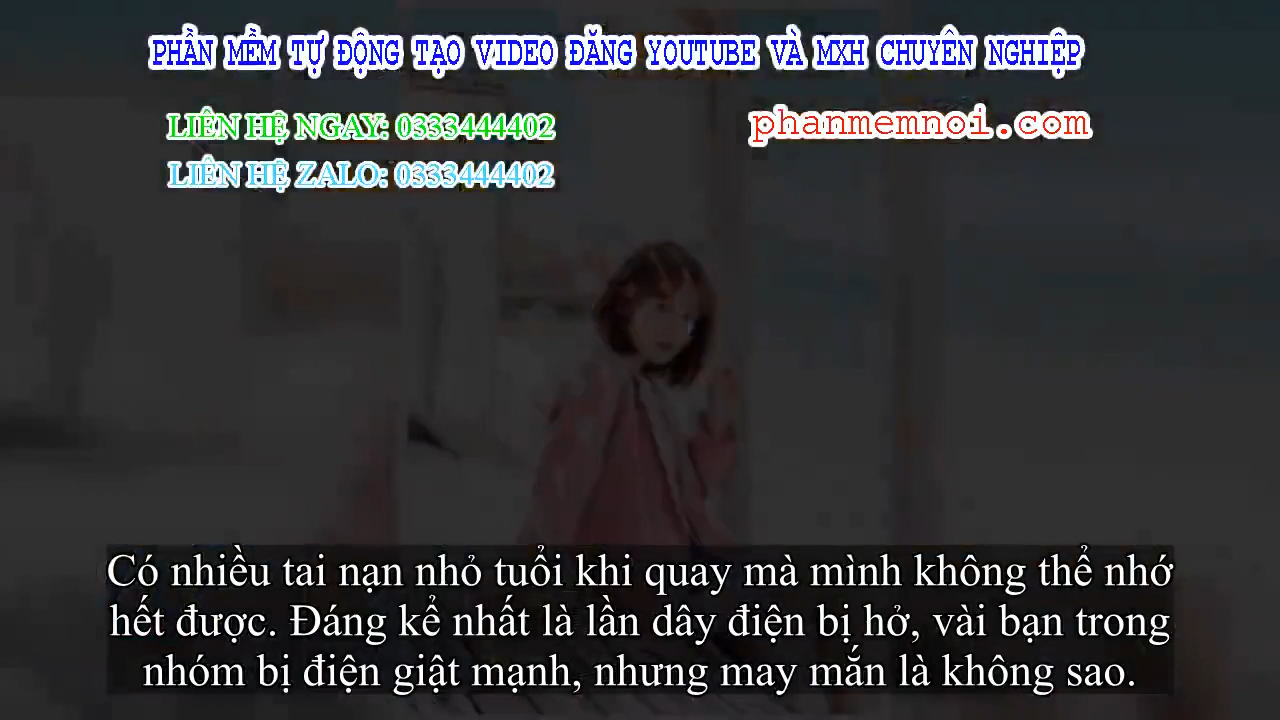 PHẦN MỀM TỰ ĐỘNG TẠO VIDEO ĐĂNG YOUTUBE VÀ MXH CHUYÊN NGHIỆP
LIÊN HỆ NGAY: 0333444402
phanmemnoi.com
LIÊN HỆ ZALO: 0333444402
Có nhiều tai nạn nhỏ tuổi khi quay mà mình không thể nhớ
hết được. Đáng kể nhất là lần dây điện bị hở, vài bạn trong
nhóm bị điện giật mạnh, nhưng may mắn là không sao.